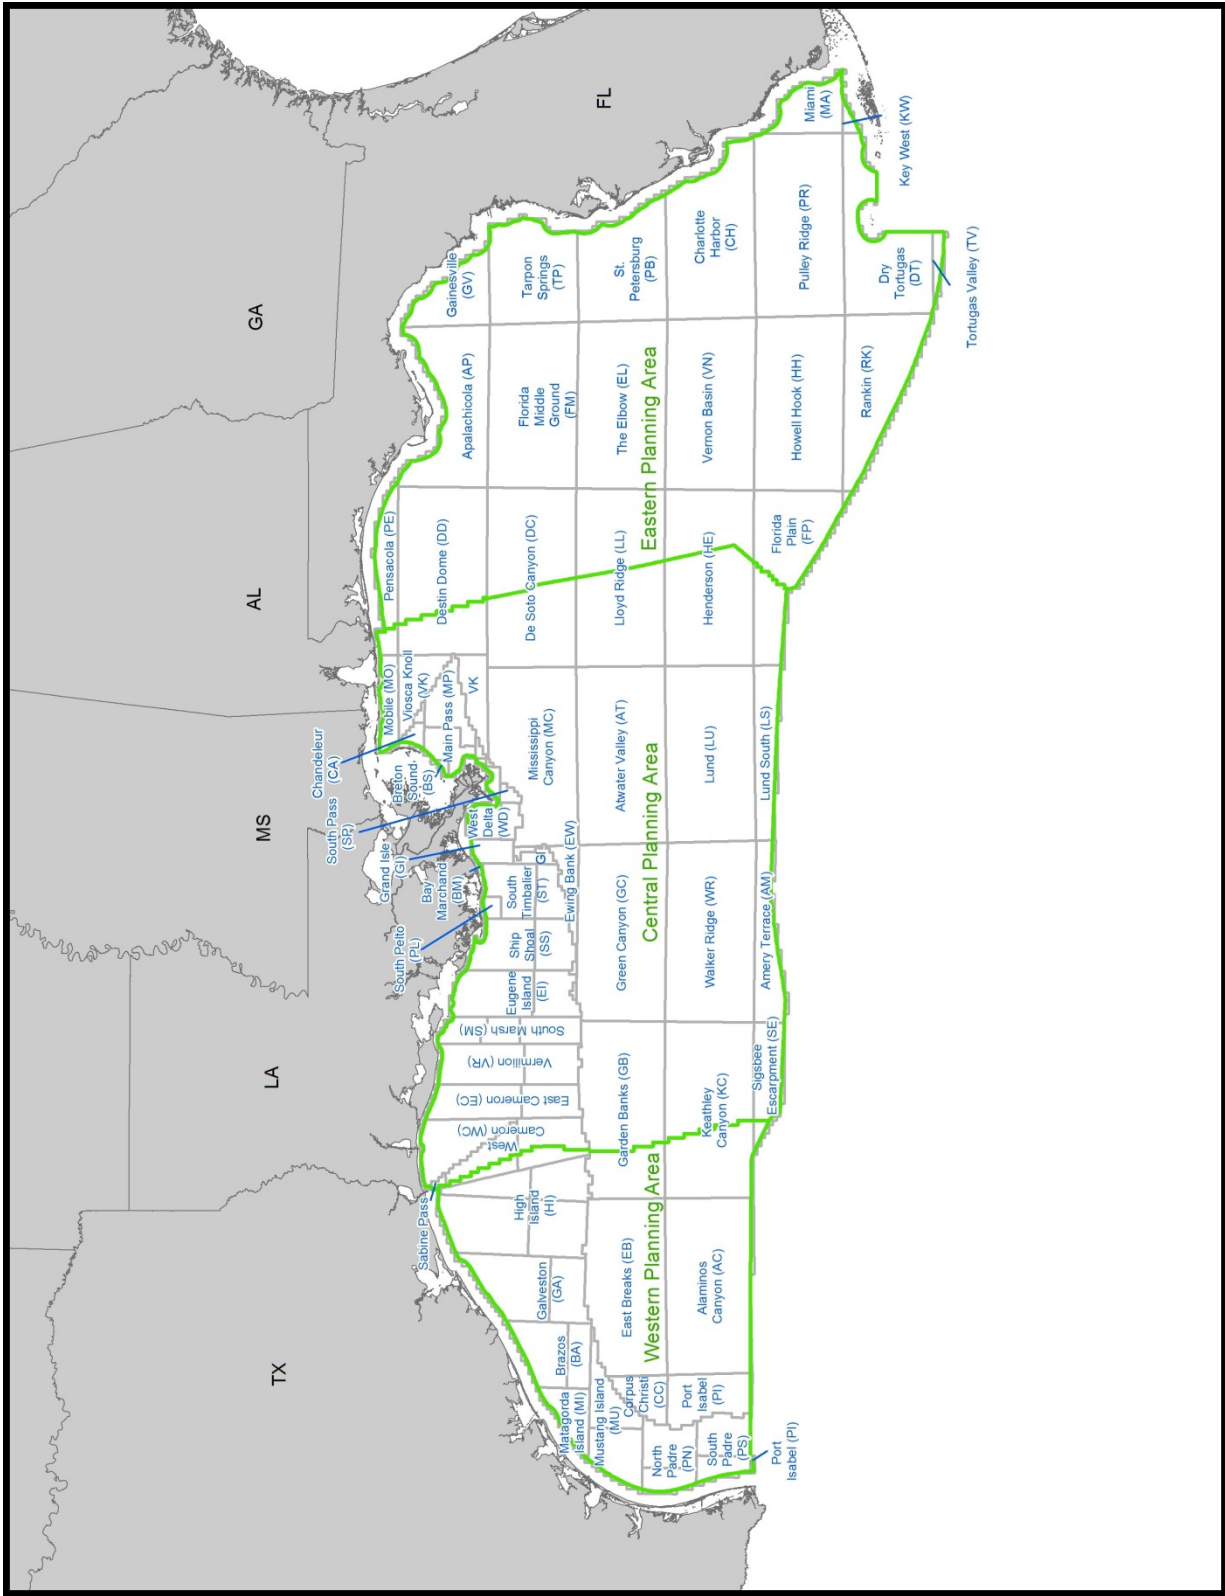 TX
LA
MS
AL
GA
FL
Chandeleur
(CA)
South Pass
(SP)
Grand Isle
(GI)
Bay
Marchand
(BM)
South Pelto
(PL)
Breton
Sound
(BS)
Sabine Pass
Mobile (MO)
Viosca Knoll
(VK)
Main Pass (MP)
VK
Pensacola (PE)
Destin Dome (DD)
Apalachicola (AP)
Gainesville
(GV)
West
Delta
(WD)
West
Cameron (WC)
East Cameron (EC)
Vermilion (VR)
South Marsh (SM)
Eugene
Island
(EI)
Ship
Shoal
(SS)
South
Timbalier
(ST)
GI
Ewing Bank (EW)
Mississippi
Canyon (MC)
De Soto Canyon (DC)
Florida
Middle
Ground
(FM)
Tarpon
Springs
(TP)
High
Island
(HI)
Galveston
(GA)
Brazos
(BA)
Matagorda
Island (MI)
Mustang Island
(MU)
Corpus
Christi
(CC)
East Breaks (EB)
Garden Banks (GB)
Green Canyon (GC)
Atwater Valley (AT)
Lloyd Ridge (LL)
The Elbow (EL)
St.
Petersburg
(PB)
Western Planning Area
Central Planning Area
Eastern Planning Area
North
Padre
(PN)
South
Padre
(PS)
Port
Isabel
(PI)
Alaminos
Canyon (AC)
Keathley
Canyon (KC)
Walker Ridge (WR)
Lund (LU)
Henderson (HE)
Vernon Basin (VN)
Charlotte
Harbor
(CH)
Port
Isabel (PI)
Sigsbee
Escarpment (SE)
Amery Terrace (AM)
Lund South (LS)
Florida
Plain
(FP)
Howell Hook (HH)
Pulley Ridge (PR)
Miami
(MA)
Rankin (RK)
Dry
Tortugas
(DT)
Key West (KW)
Tortugas Valley (TV)